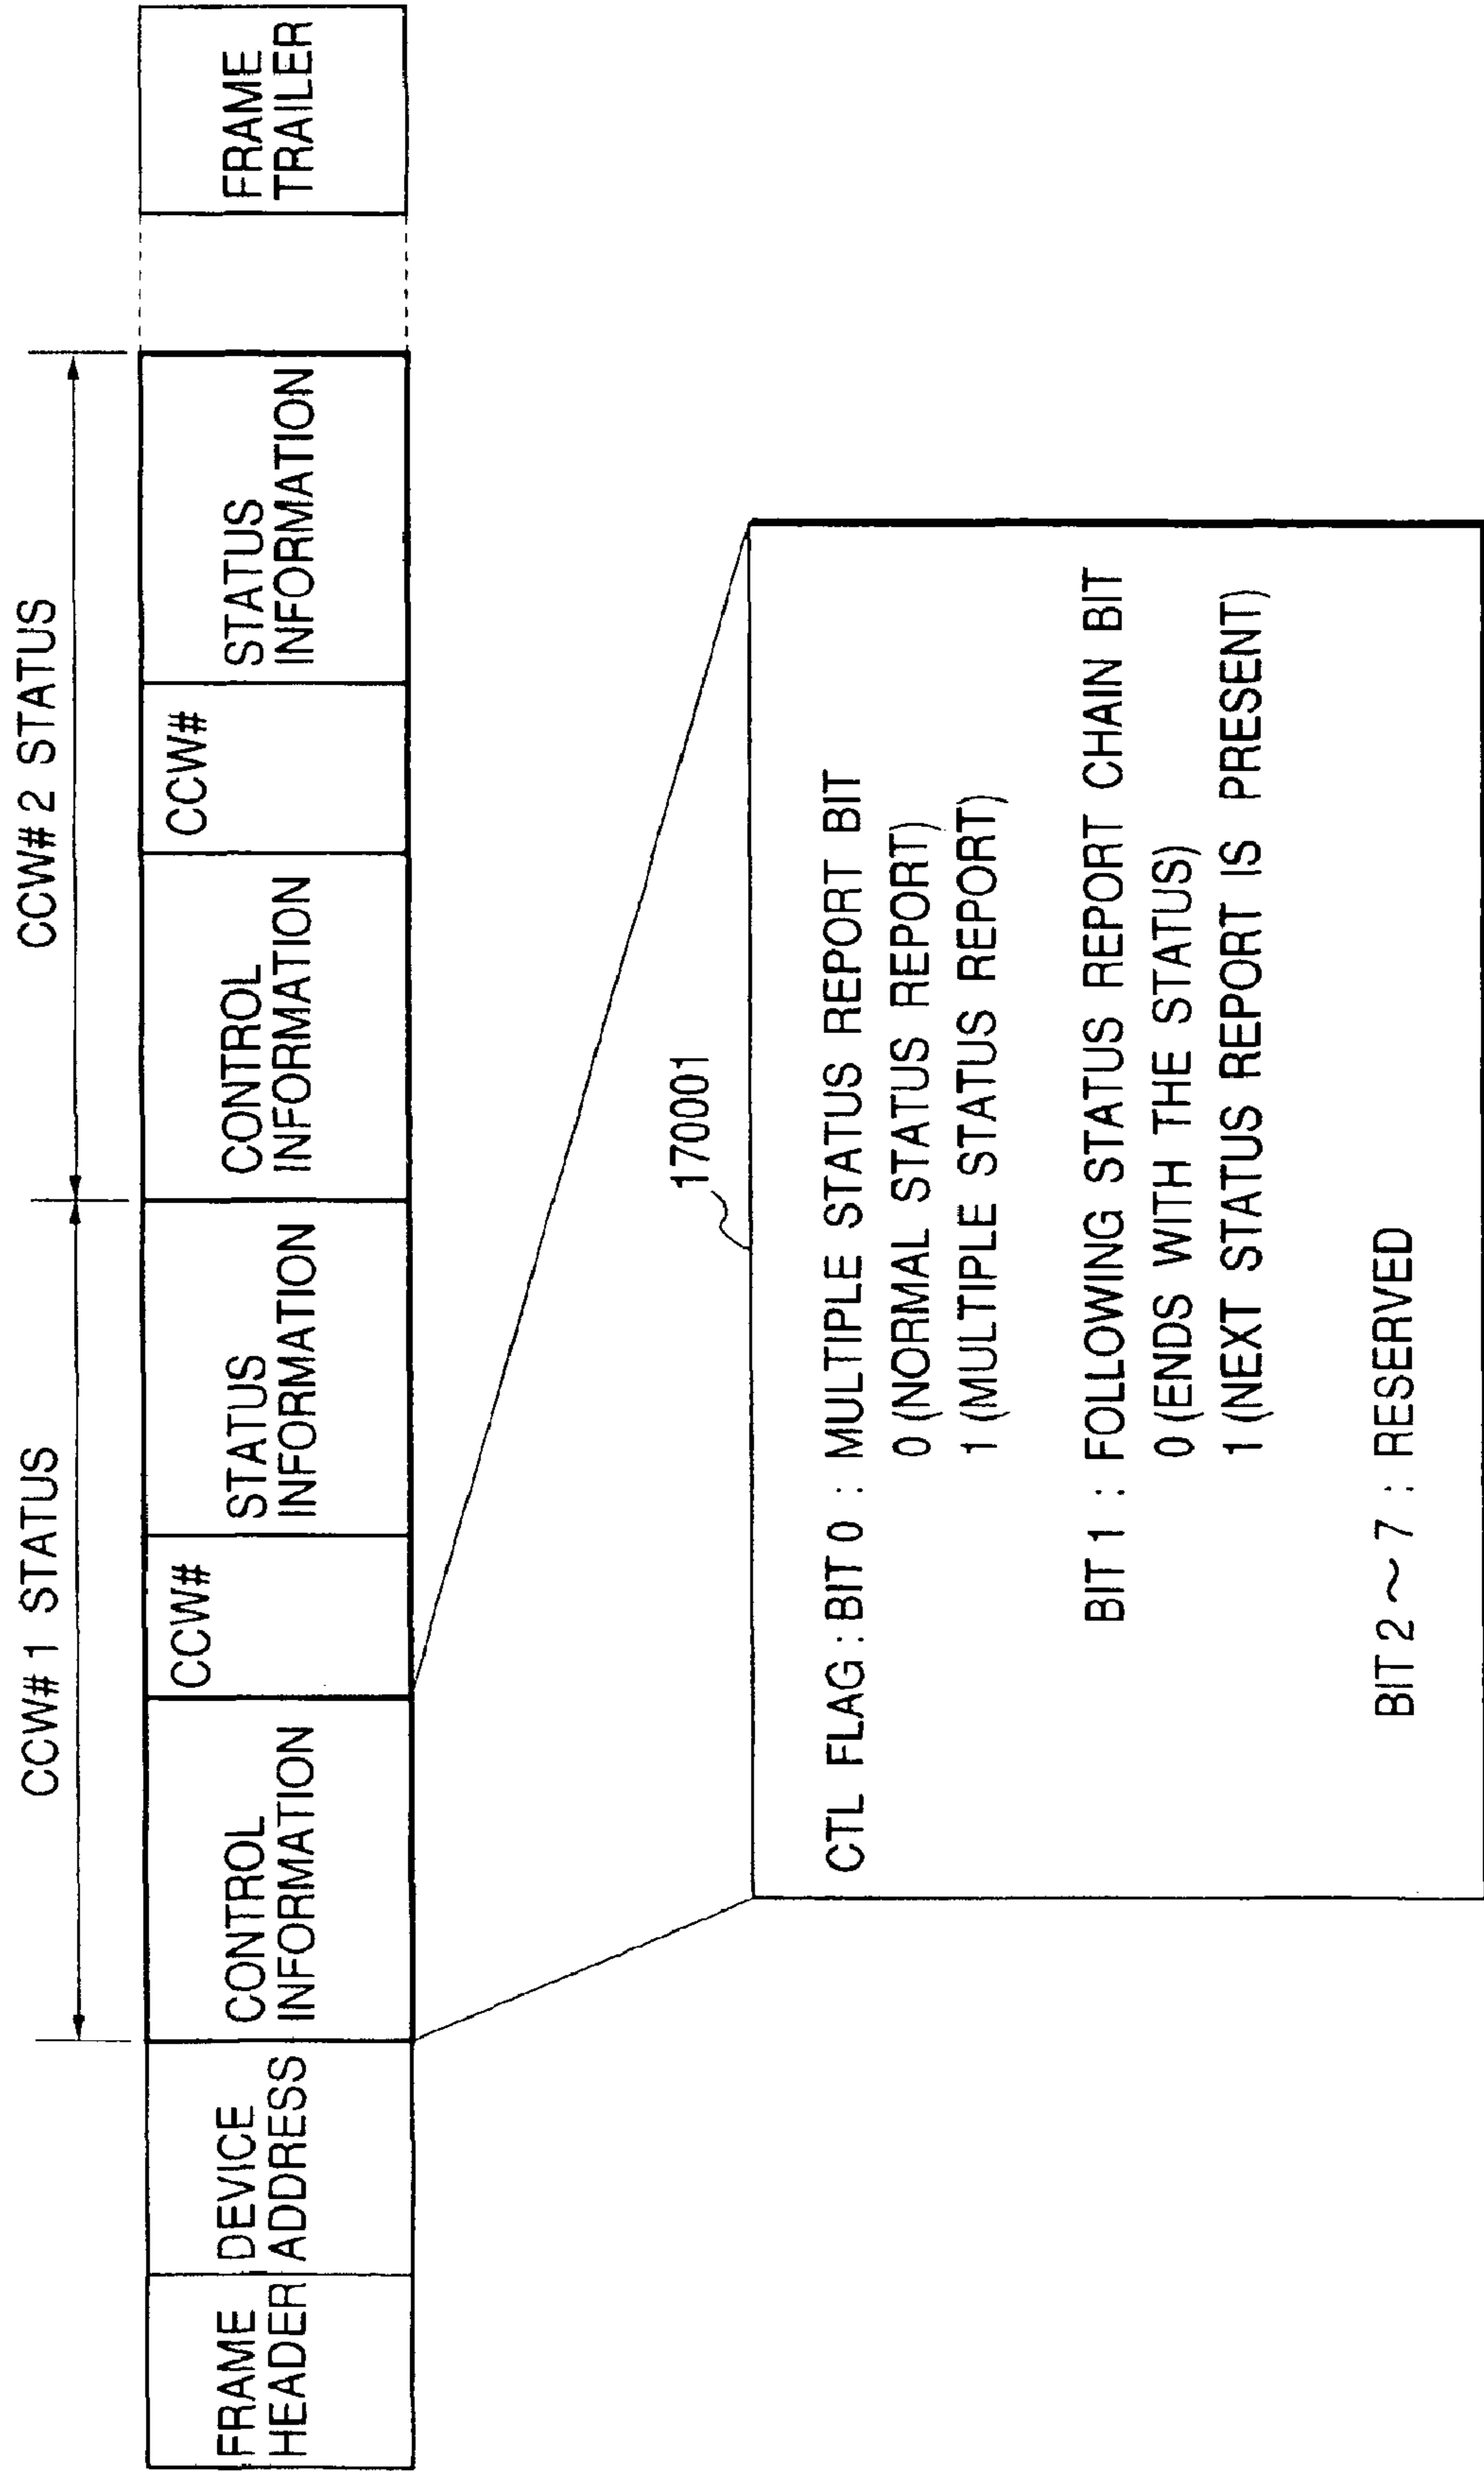 CCW# 1 STATUS
CCW# 2 STATUS
FRAME
HEADER
DEVICE
ADDRESS
CONTROL
INFORMATION
CCW#
STATUS
INFORMATION
CONTROL
INFORMATION
CCW#
STATUS
INFORMATION
FRAME
TRAILER
170001
CTL FLAG : BIT 0 : MULTIPLE STATUS REPORT BIT
0 (NORMAL STATUS REPORT)
1 (MULTIPLE STATUS REPORT)
BIT 1 : FOLLOWING STATUS REPORT CHAIN BIT
0 (ENDS WITH THE STATUS)
1 (NEXT STATUS REPORT IS PRESENT)
BIT 2 ~ 7 : RESERVED